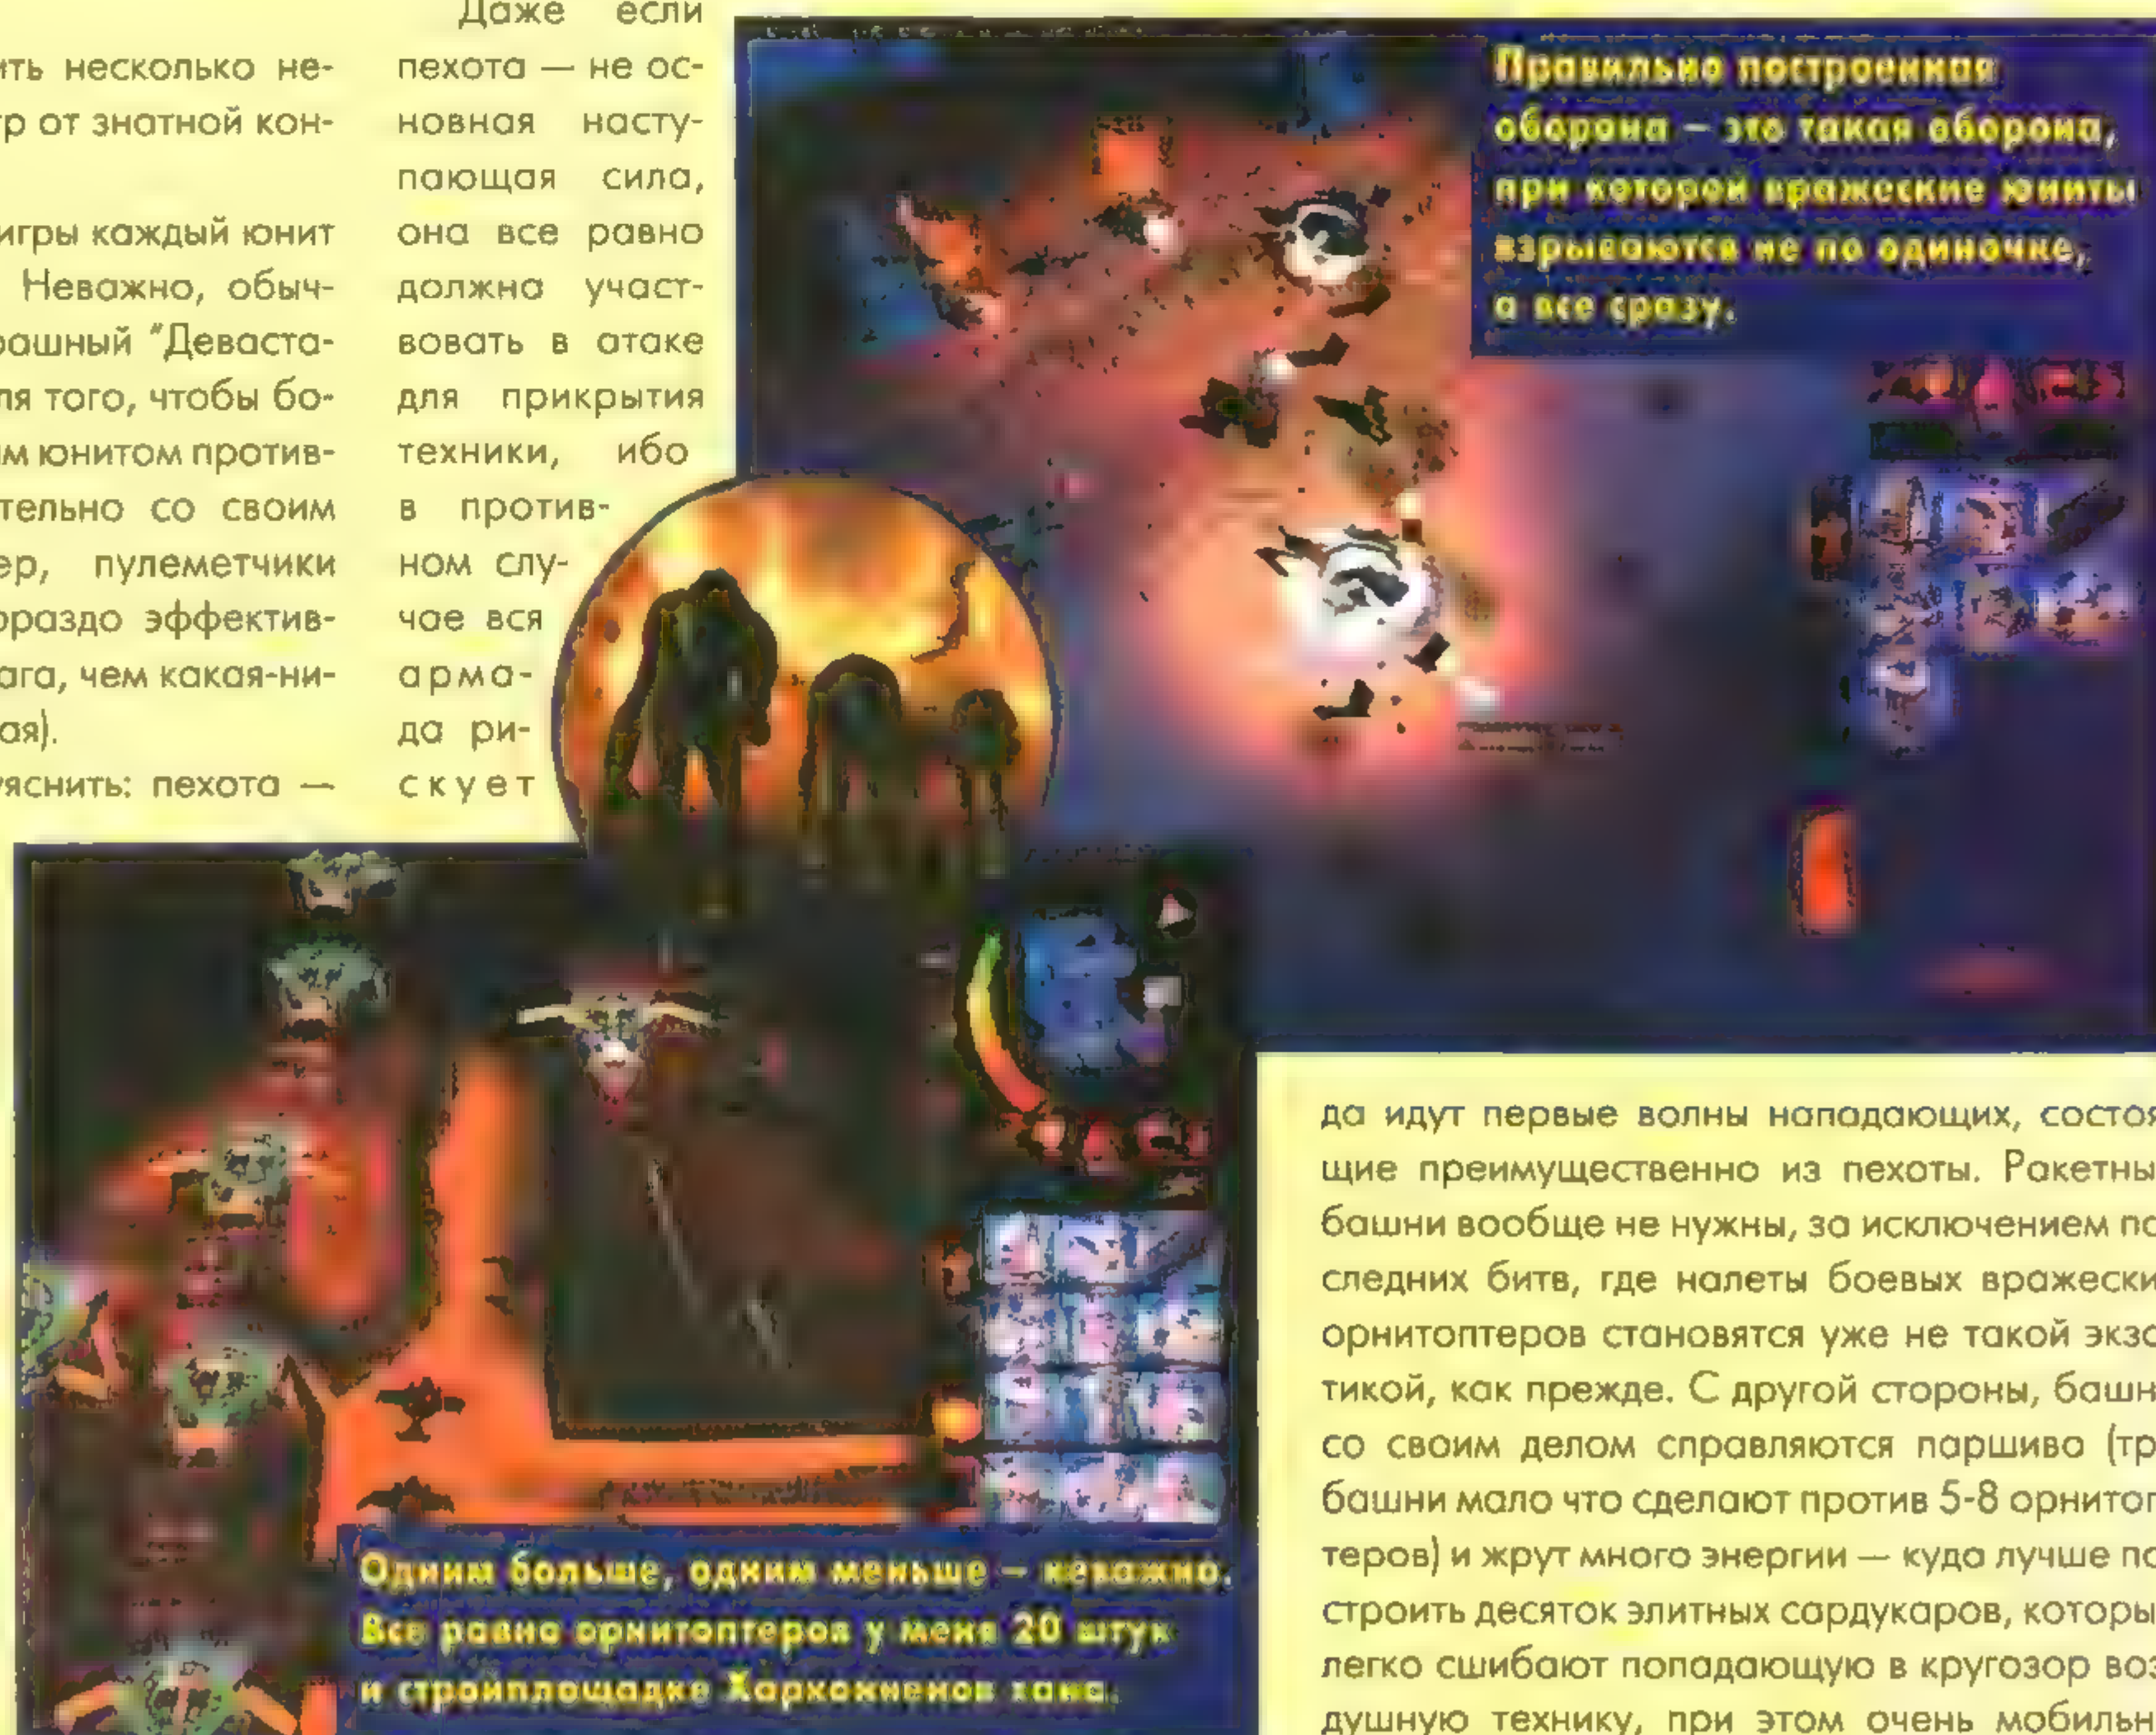 ить несколько не-
тр от знатной кон-
игры каждый юнит
Неважно, обыч-
рашный "Деваста-
ля того, чтобы бо-
им юнитом против-
тельно со своим
ер, пулеметчики
ораздо эффектив-
ага, чем какая-ни-
ая).
уяснить: пехота —
Даже если
пехота — не ос-
новная насту-
пающая сила,
она все равно
должна участ-
вовать в атаке
для прикрытия
техники, ибо
в против-
ном слу-
чае вся
арма-
да ри-
скует
Правильно построенная
оборона – это такая оборона,
при которой вражеские юниты
взрываются не по одиночке,
а все сразу.
Одним больше, одним меньше – неважно.
Все равно орнитоптеров у меня 20 штук
и стройплощадке Харконненов хана.
да идут первые волны нападающих, состоя
щие преимущественно из пехоты. Ракетны
башни вообще не нужны, за исключением по
следних битв, где налеты боевых вражески
орнитоптеров становятся уже не такой экзо
тикой, как прежде. С другой стороны, башн
со своим делом справляются паршиво (тр
башни мало что сделают против 5-8 орнитоп
теров) и жрут много энергии — куда лучше по
строить десяток элитных сардукаров, которы
легко сшибают попадающую в кругозор воз
душную технику, при этом очень мобильн